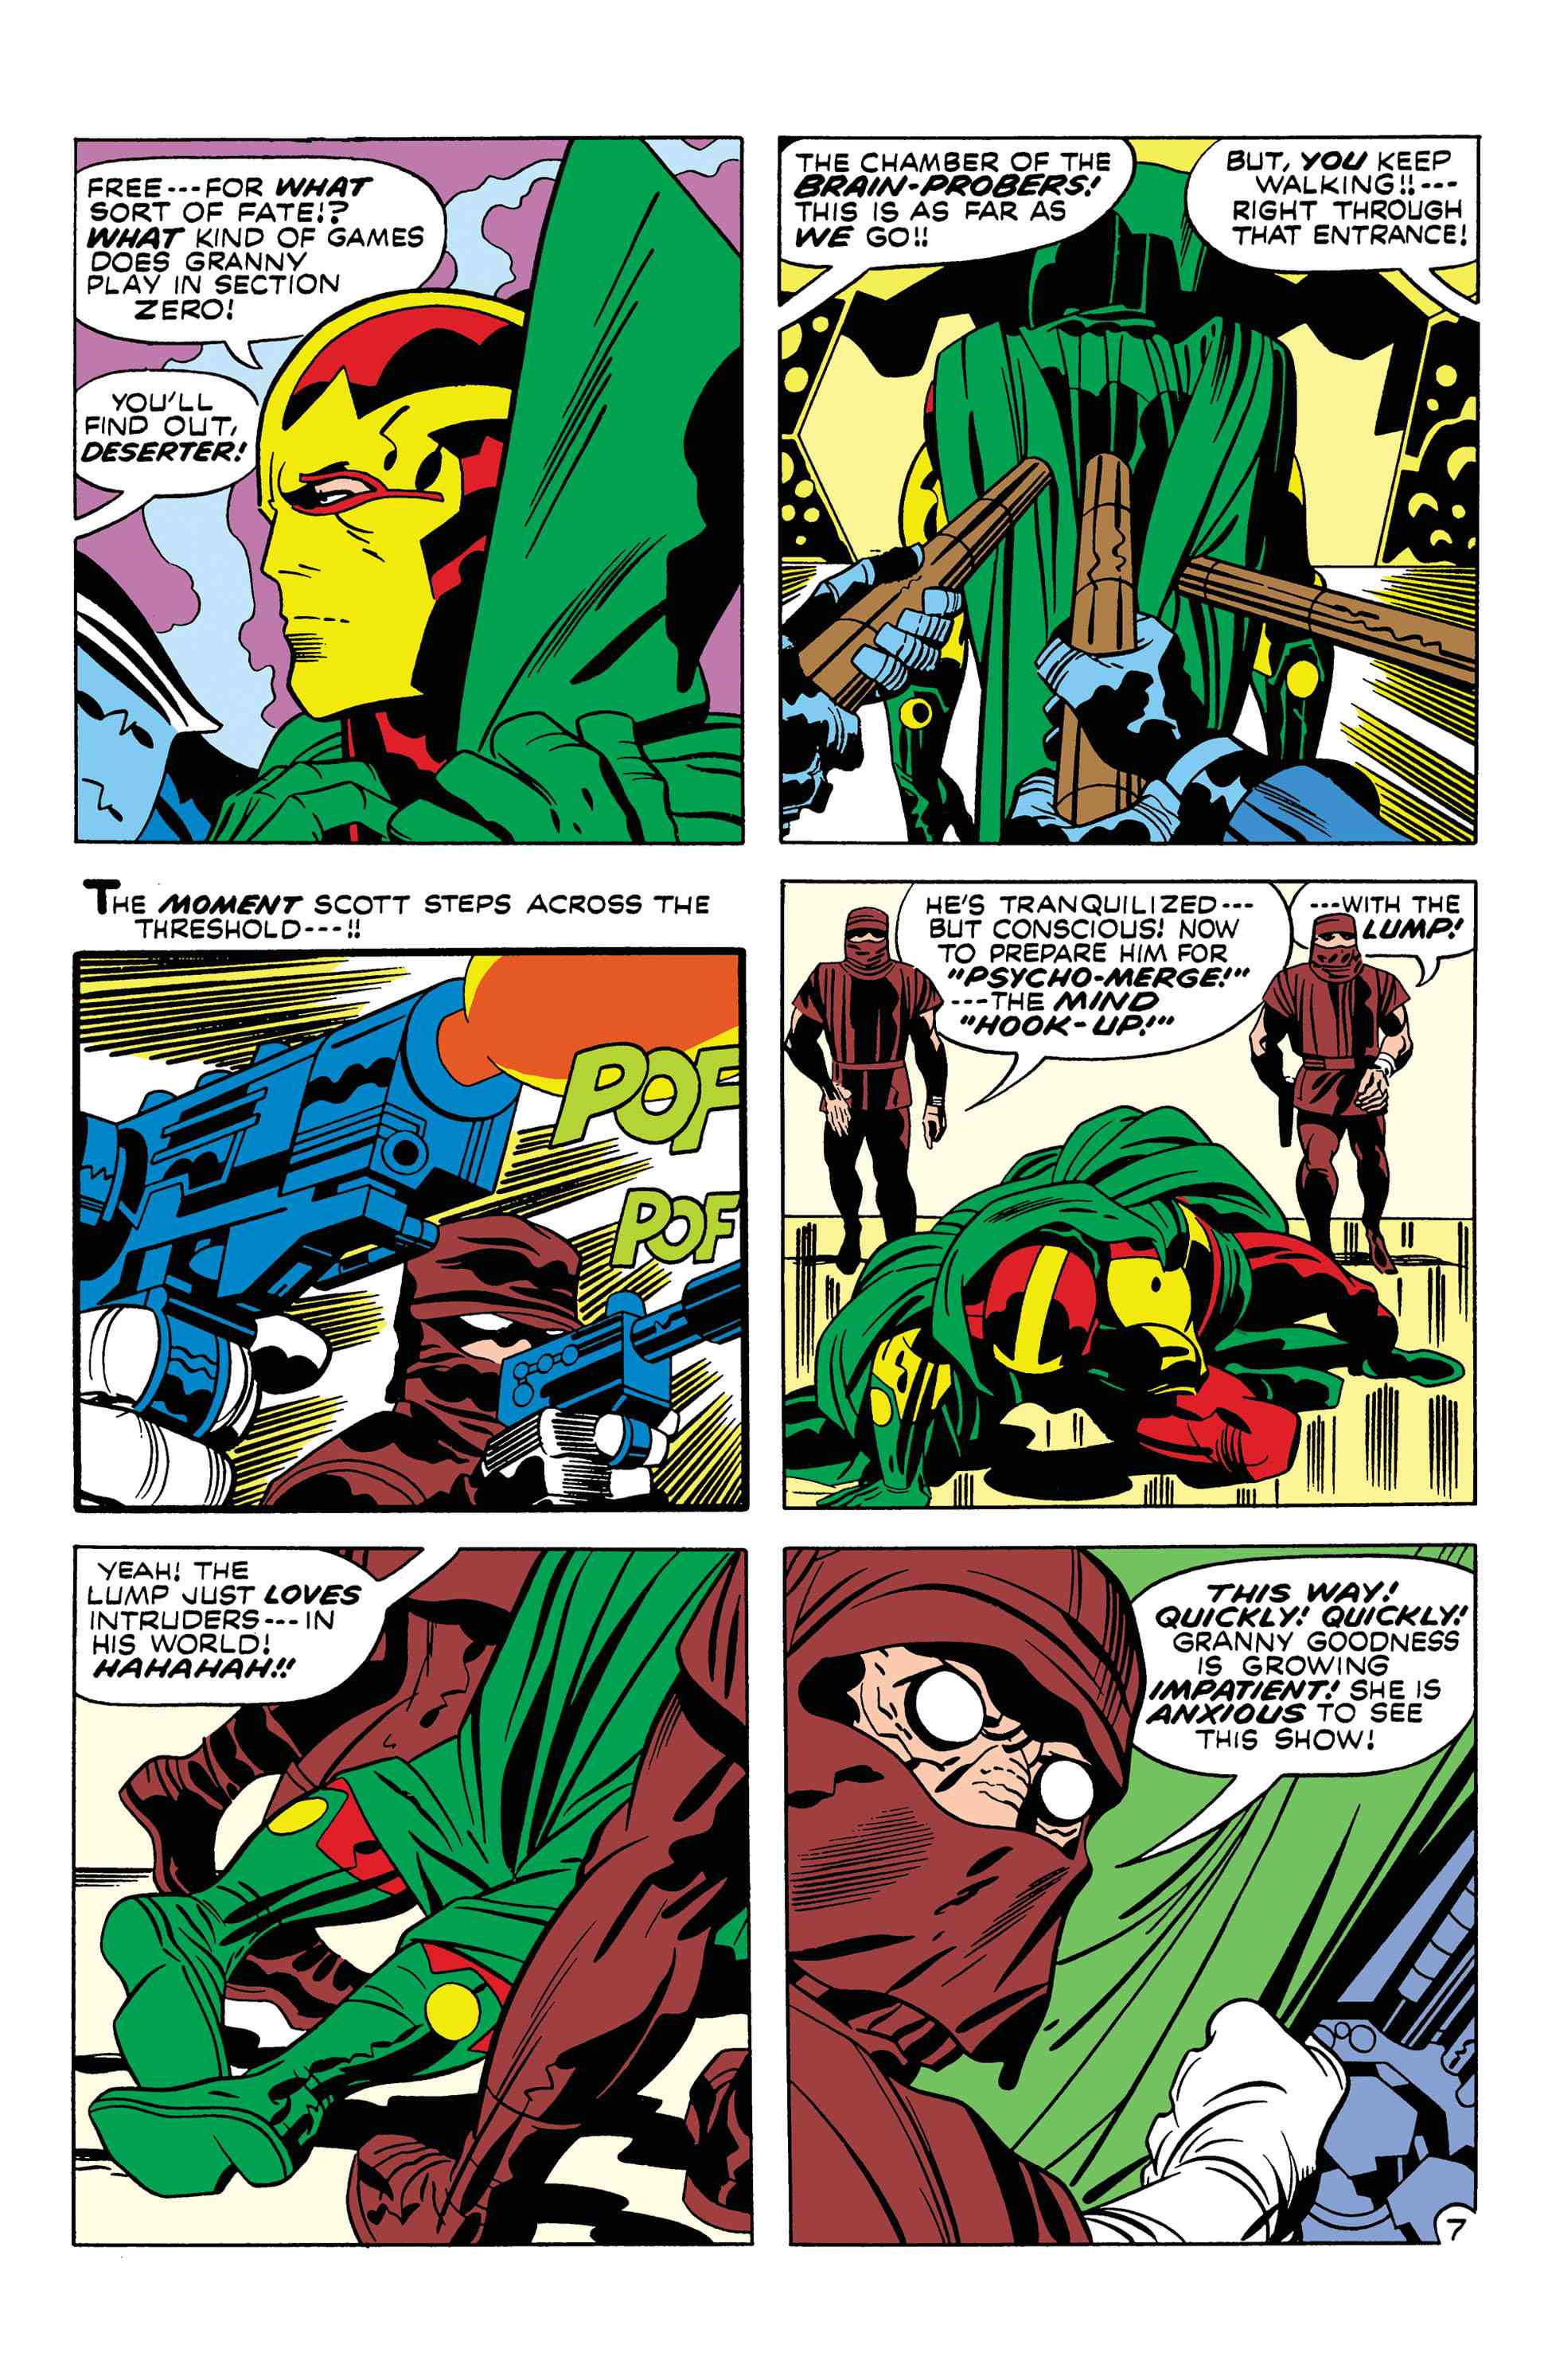 FREE---FOR WHAT
SORT OF FATE!?
WHAT KIND OF GAMES
DOES GRANNY
PLAY IN SECTION
ZERO!
YOU'LL
FIND OUT,
DESERTER!
THE CHAMBER OF THE
BRAIN-PROBERS!
THIS IS AS FAR AS
WE GO!!
BUT, YOU KEEP
WALKING!!---
RIGHT THROUGH
THAT ENTRANCE!
THE MOMENT SCOTT STEPS ACROSS THE
THRESHOLD---!!
POF
POF
HE'S TRANQUILIZED---
BUT CONSCIOUS! NOW
TO PREPARE HIM FOR
"PSYCHO-MERGE!"
---THE MIND
"HOOK-UP!"
---WITH THE
LUMP!
YEAH! THE
LUMP JUST LOVES
INTRUDERS---IN
HIS WORLD!
HAHAHAH!!
THIS WAY!
QUICKLY! QUICKLY!
GRANNY GOODNESS
IS GROWING
IMPATIENT! SHE IS
ANXIOUS TO SEE
THIS SHOW!
7